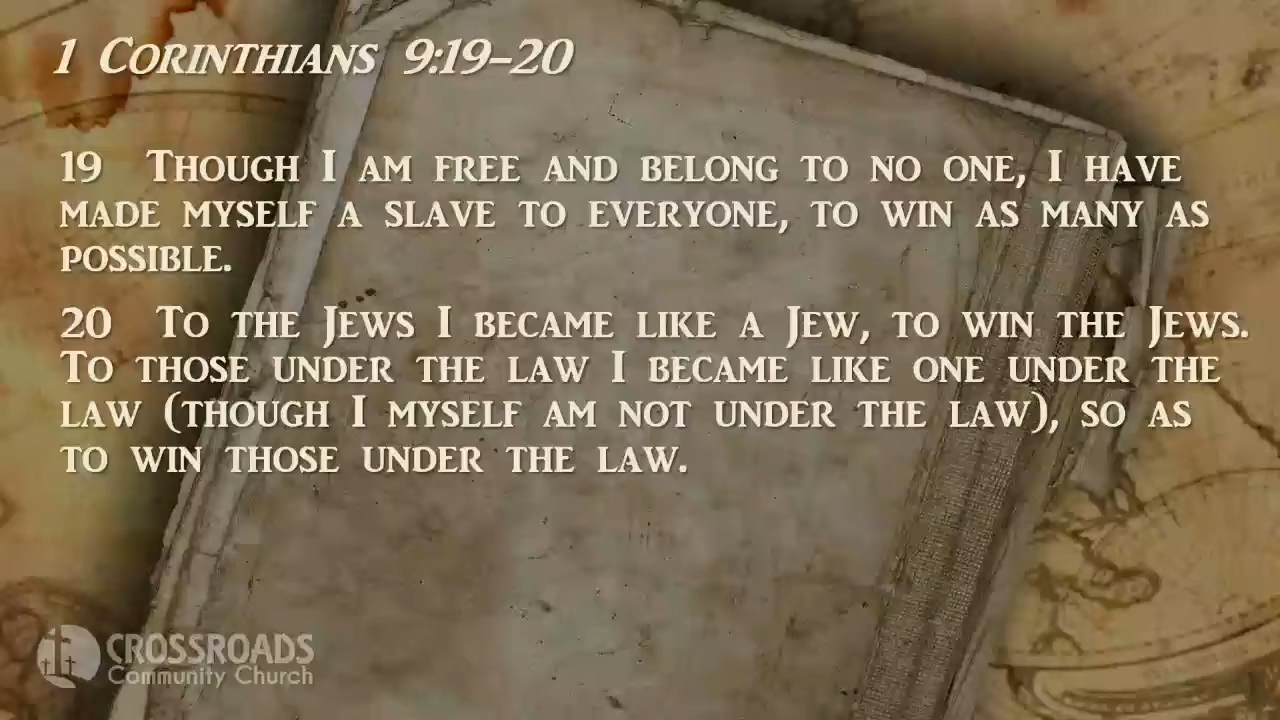 1 Corinthians 9:19–20
19 Though I am free and belong to no one, I have
made myself a slave to everyone, to win as many as
possible.
20 To the Jews I became like a Jew, to win the Jews.
To those under the law I became like one under the
law (though I myself am not under the law), so as
to win those under the law.
CROSSROADS
Community Church